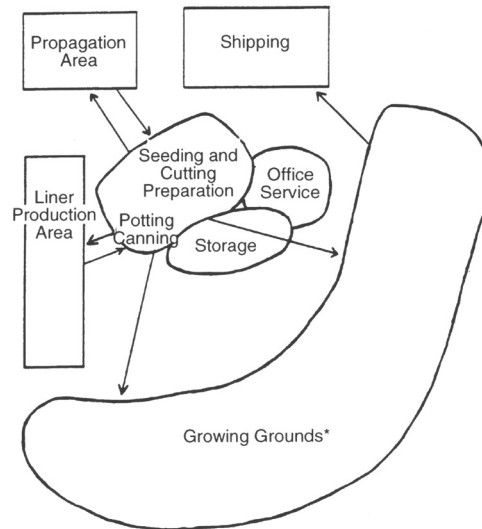 Propagation
Area
Shipping
Seeding and
Cutting
Preparation
Office
Service
Liner
Production
Area
Potting
Canning
Storage
Growing Grounds*